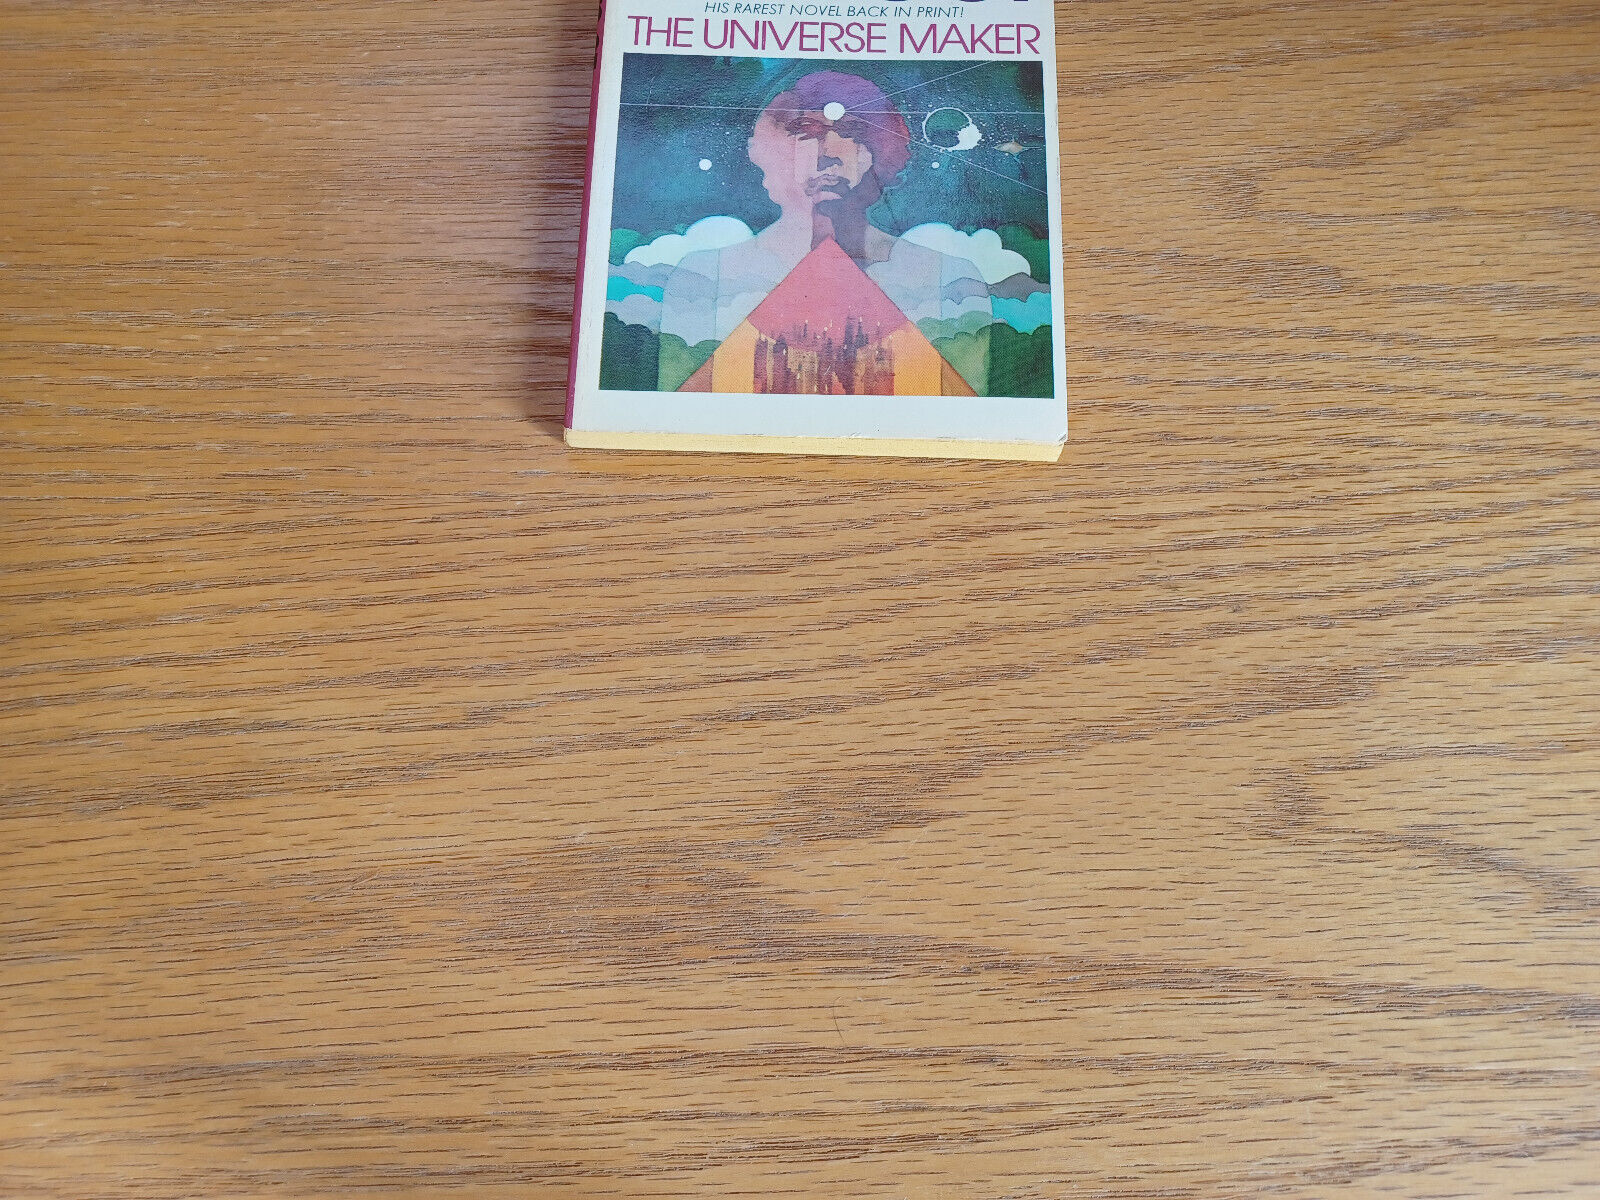 HIS RAREST NOVEL BACK IN PRINT!
THE UNIVERSE MAKER